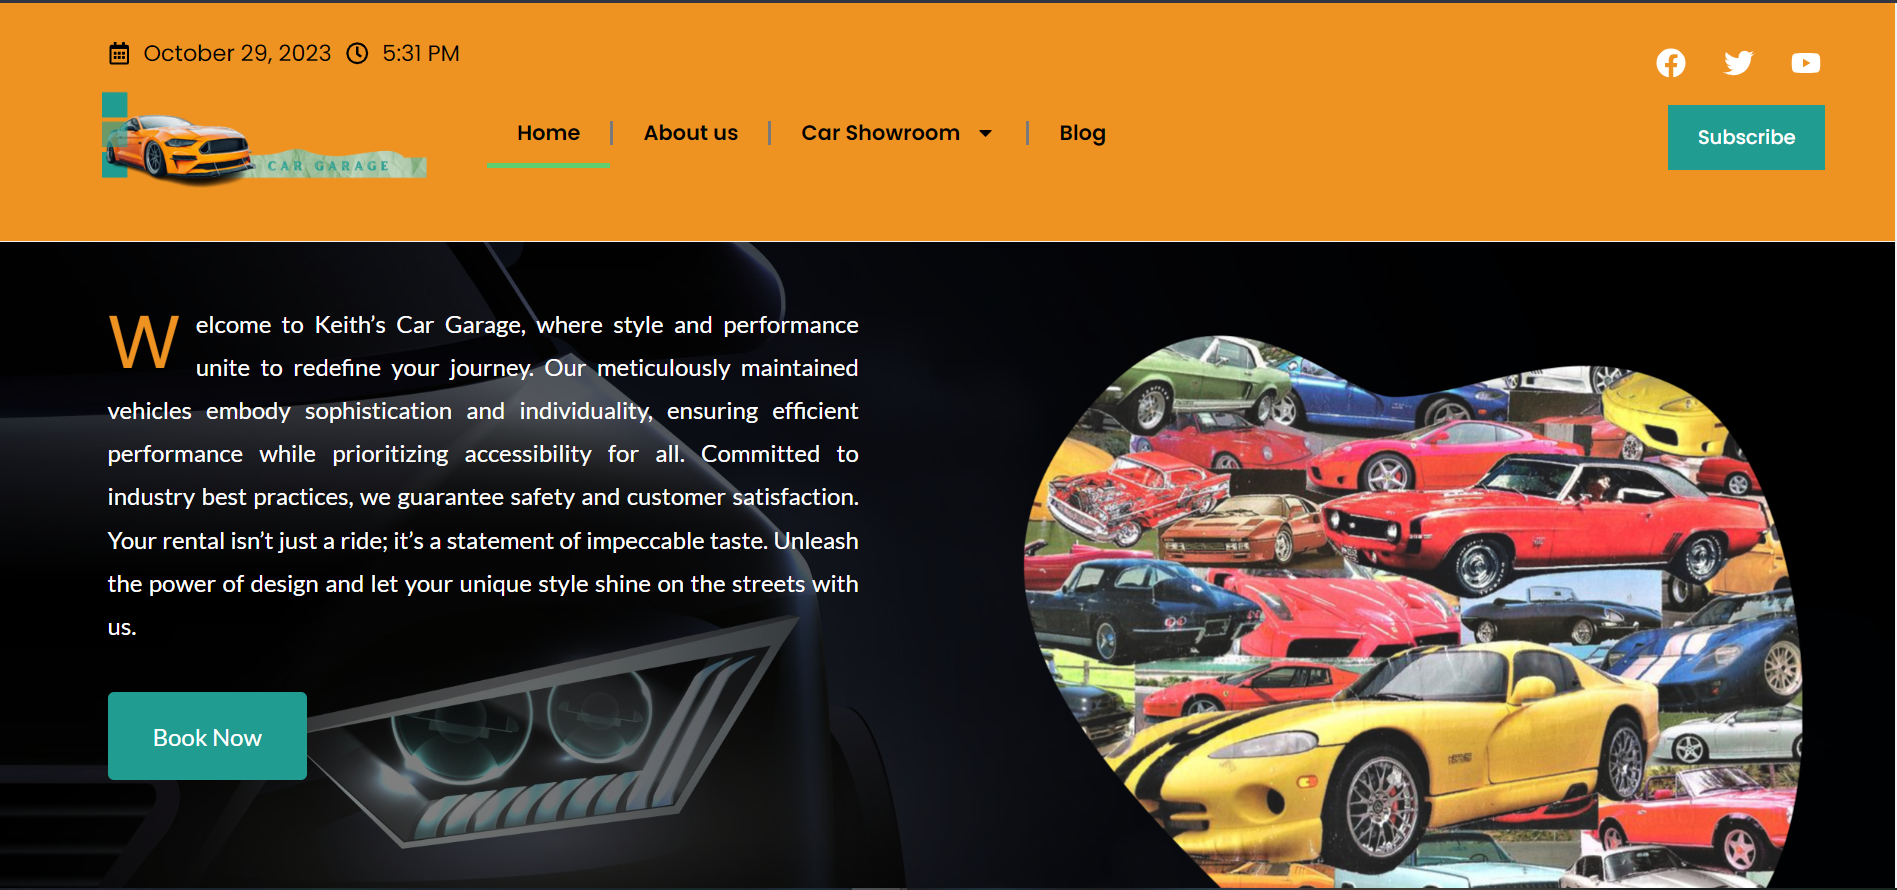 October 29, 2023 5:31 PM
CAR GARAGE
Home
About us
Car Showroom
Blog
Subscribe
Welcome to Keith’s Car Garage, where style and performance
unite to redefine your journey. Our meticulously maintained
vehicles embody sophistication and individuality, ensuring efficient
performance while prioritizing accessibility for all. Committed to
industry best practices, we guarantee safety and customer satisfaction.
Your rental isn’t just a ride; it’s a statement of impeccable taste. Unleash
the power of design and let your unique style shine on the streets with
us.
Book Now